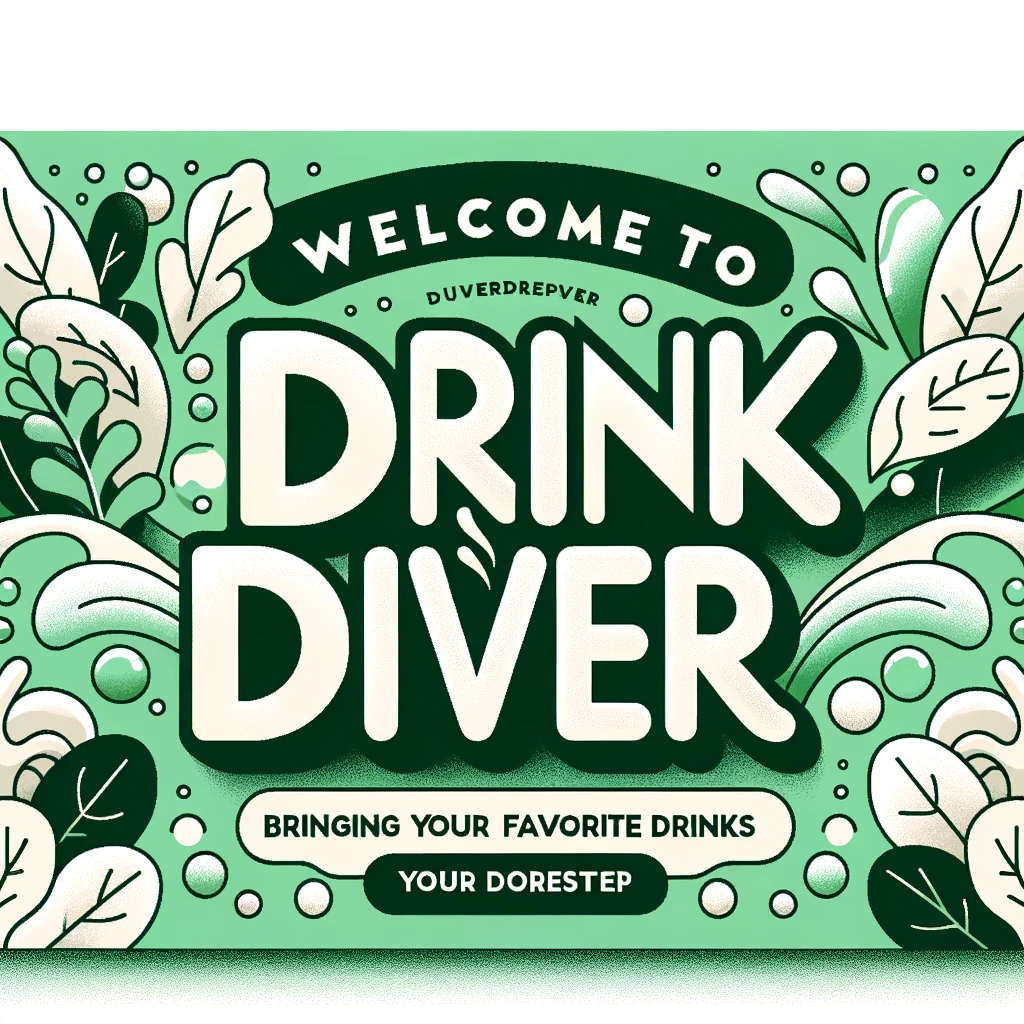 WELCOME TO
DUVERDREPVER
DRINK
DIVER
BRINGING YOUR FAVORITE DRINKS
YOUR DORESTEP